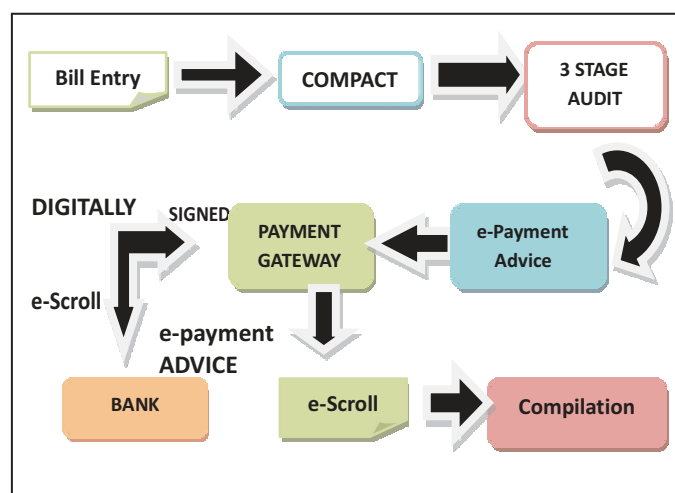 Bill Entry
COMPACT
3 STAGE
AUDIT
DIGITALLY
SIGNED
PAYMENT
GATEWAY
e-Payment
Advice
e-Scroll
e-payment
ADVICE
BANK
e-Scroll
Compilation